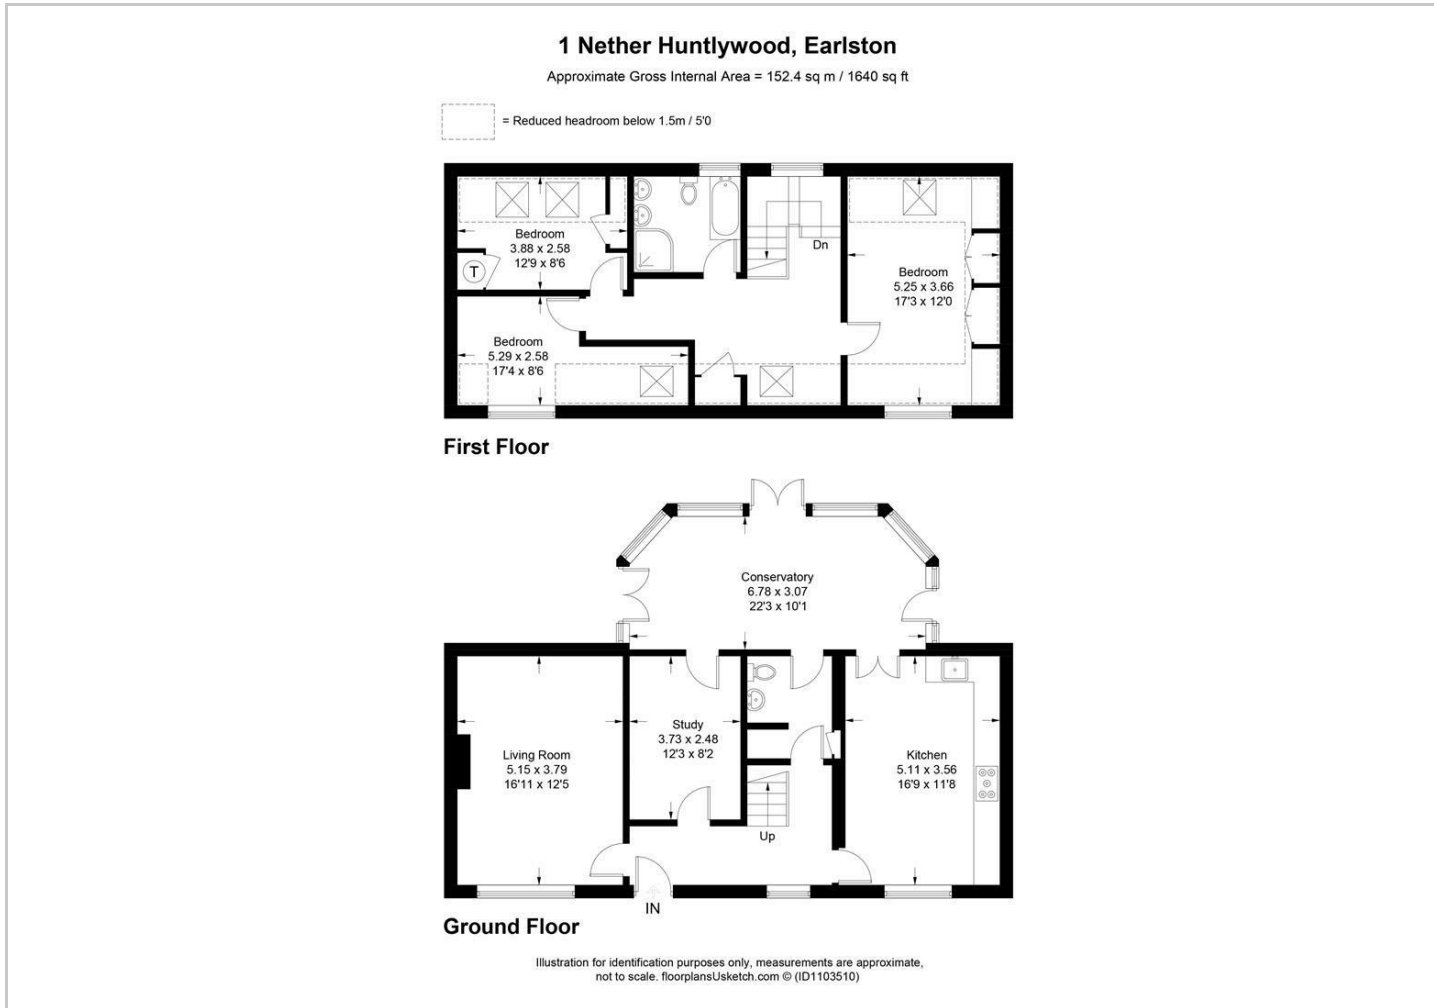 1 Nether Huntlywood, Earlston
Approximate Gross Internal Area = 152.4 sq m / 1640 sq ft
= Reduced headroom below 1.5m / 5'0
Bedroom
3.88 x 2.58
12'9 x 8'6
T
Dn
Bedroom
5.25 x 3.66
17'3 x 12'0
Bedroom
5.29 x 2.58
17'4 x 8'6
First Floor
Conservatory
6.78 x 3.07
22'3 x 10'1
Living Room
5.15 x 3.79
16'11 x 12'5
Study
3.73 x 2.48
12'3 x 8'2
Kitchen
5.11 x 3.56
16'9 x 11'8
Up
IN
Ground Floor
Illustration for identification purposes only, measurements are approximate,
not to scale. floorplansUsketch.com © (ID1103510)